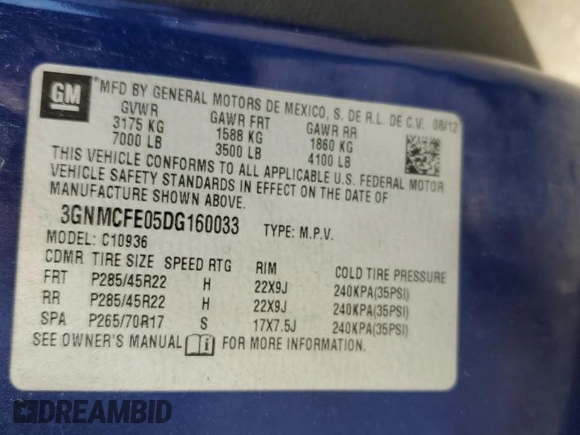 GM
*MFD BY GENERAL MOTORS DE MEXICO, S. DE R.L. DE C.V. 08/12
GVWR GAWR FRT GAWR RR
3175 KG 1588 KG 1860 KG
7000 LB 3500 LB 4100 LB
THIS VEHICLE CONFORMS TO ALL APPLICABLE U.S. FEDERAL MOTOR
VEHICLE SAFETY STANDARDS IN EFFECT ON THE DATE OF
MANUFACTURE SHOWN ABOVE.
3GNMCFE05DG160033 TYPE: M.P.V.
MODEL: C10936
CDMR TIRE SIZE SPEED RTG RIM COLD TIRE PRESSURE
FRT P285/45R22 H 22X9J 240KPA(35PSI)
RR P285/45R22 H 22X9J 240KPA(35PSI)
SPA P265/70R17 S 17X7.5J 240KPA(35PSI)
SEE OWNER'S MANUAL i FOR MORE INFORMATION.
DREAMBID